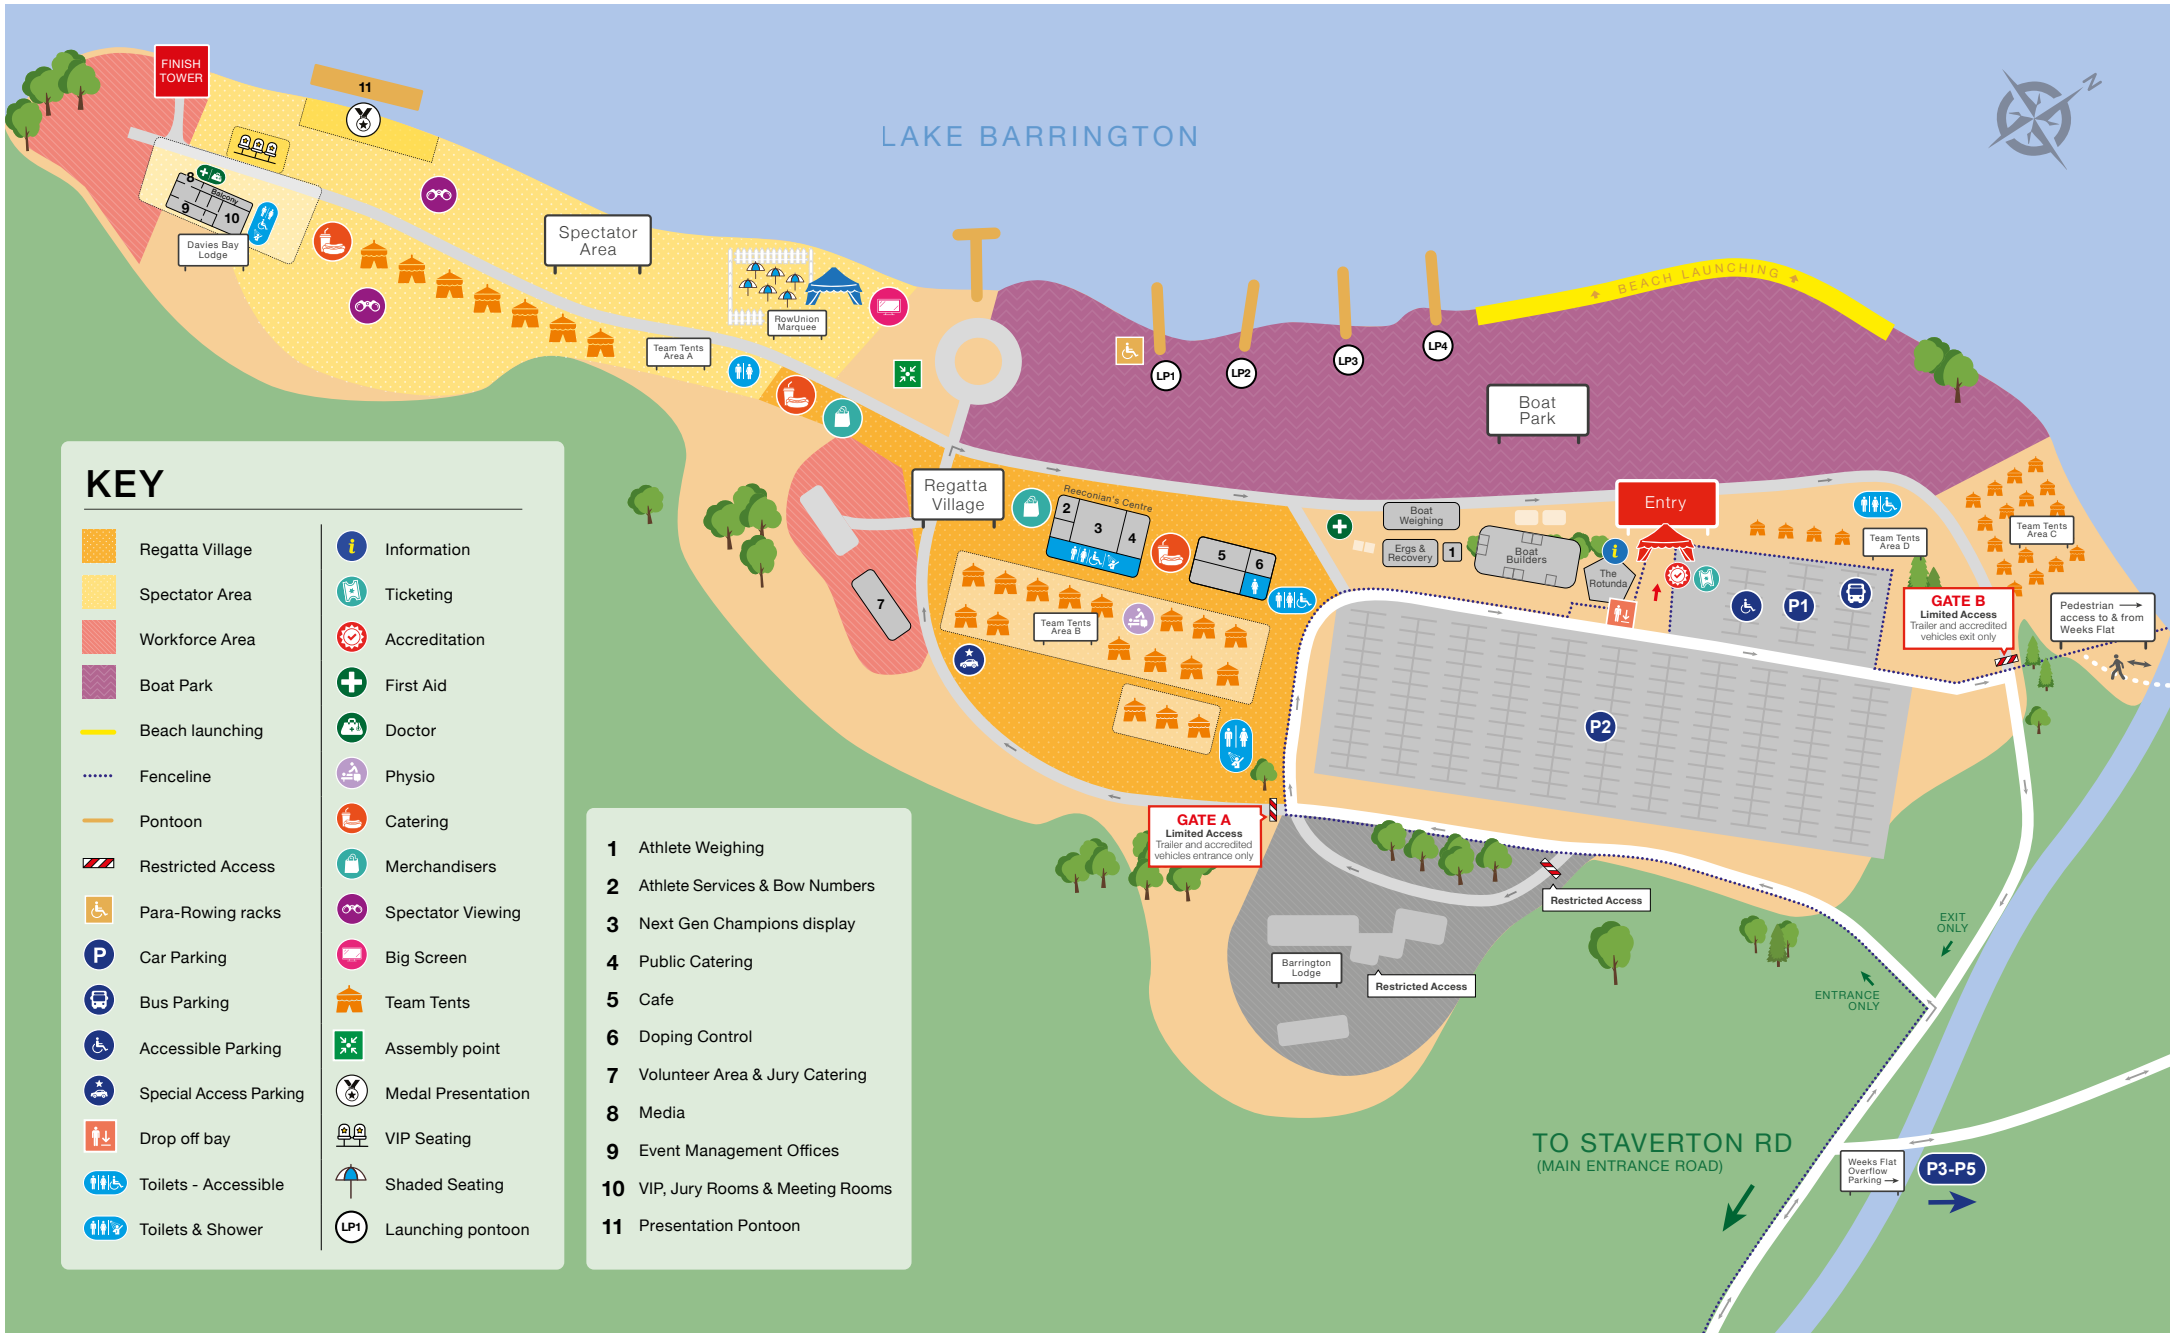 FINISH
TOWER
11
LAKE BARRINGTON
N
8
Balcony
9
10
Davies Bay
Lodge
Spectator
Area
RowUnion
Marquee
Team Tents
Area A
LP1
LP2
LP3
LP4
BEACH LAUNCHING
Boat
Park
Regatta
Village
Reeconian's Centre
2
3
4
5
6
7
Team Tents
Area B
Boat
Weighing
Ergs &
Recovery
1
Boat
Builders
i
The
Rotunda
Entry
Team Tents
Area D
Team Tents
Area C
P1
P2
GATE B
Limited Access
Trailer and accredited
vehicles exit only
Pedestrian
access to & from
Weeks Flat
GATE A
Limited Access
Trailer and accredited
vehicles entrance only
Restricted Access
Barrington
Lodge
Restricted Access
EXIT
ONLY
ENTRANCE
ONLY
TO STAVERTON RD
(MAIN ENTRANCE ROAD)
Weeks Flat
Overflow
Parking
P3-P5
KEY
Regatta Village
Spectator Area
Workforce Area
Boat Park
Beach launching
Fenceline
Pontoon
Restricted Access
Para-Rowing racks
P
Car Parking
Bus Parking
Accessible Parking
Special Access Parking
Drop off bay
Toilets - Accessible
Toilets & Shower
i
Information
Ticketing
Accreditation
First Aid
Doctor
Physio
Catering
Merchandisers
Spectator Viewing
Big Screen
Team Tents
Assembly point
Medal Presentation
VIP Seating
Shaded Seating
LP1
Launching pontoon
1 Athlete Weighing
2 Athlete Services & Bow Numbers
3 Next Gen Champions display
4 Public Catering
5 Cafe
6 Doping Control
7 Volunteer Area & Jury Catering
8 Media
9 Event Management Offices
10 VIP, Jury Rooms & Meeting Rooms
11 Presentation Pontoon